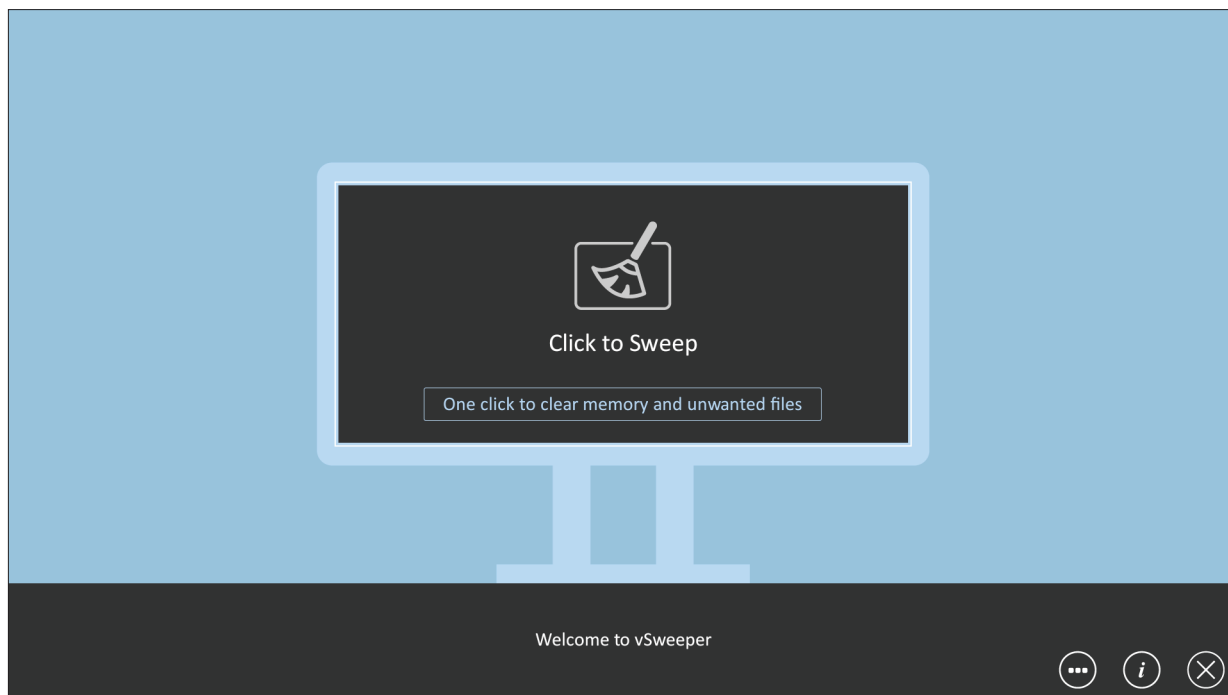 Click to Sweep
One click to clear memory and unwanted files
Welcome to vSweeper
i